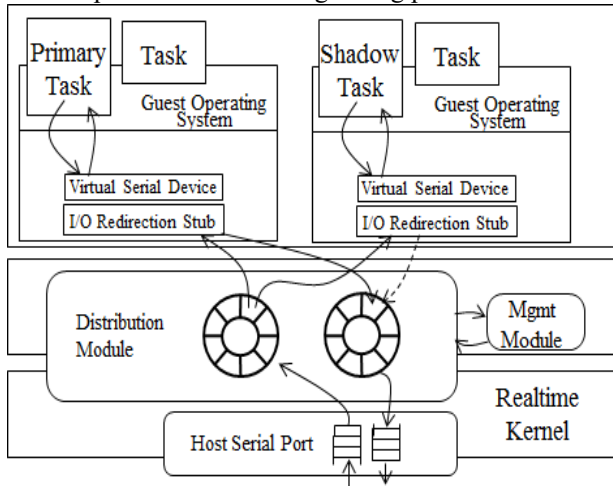 Primary
Task
Task
Guest Operating
System
Virtual Serial Device
I/O Redirection Stub
Shadow
Task
Task
Guest Operating
System
Virtual Serial Device
I/O Redirection Stub
Distribution
Module
Mgmt
Module
Realtime
Kernel
Host Serial Port